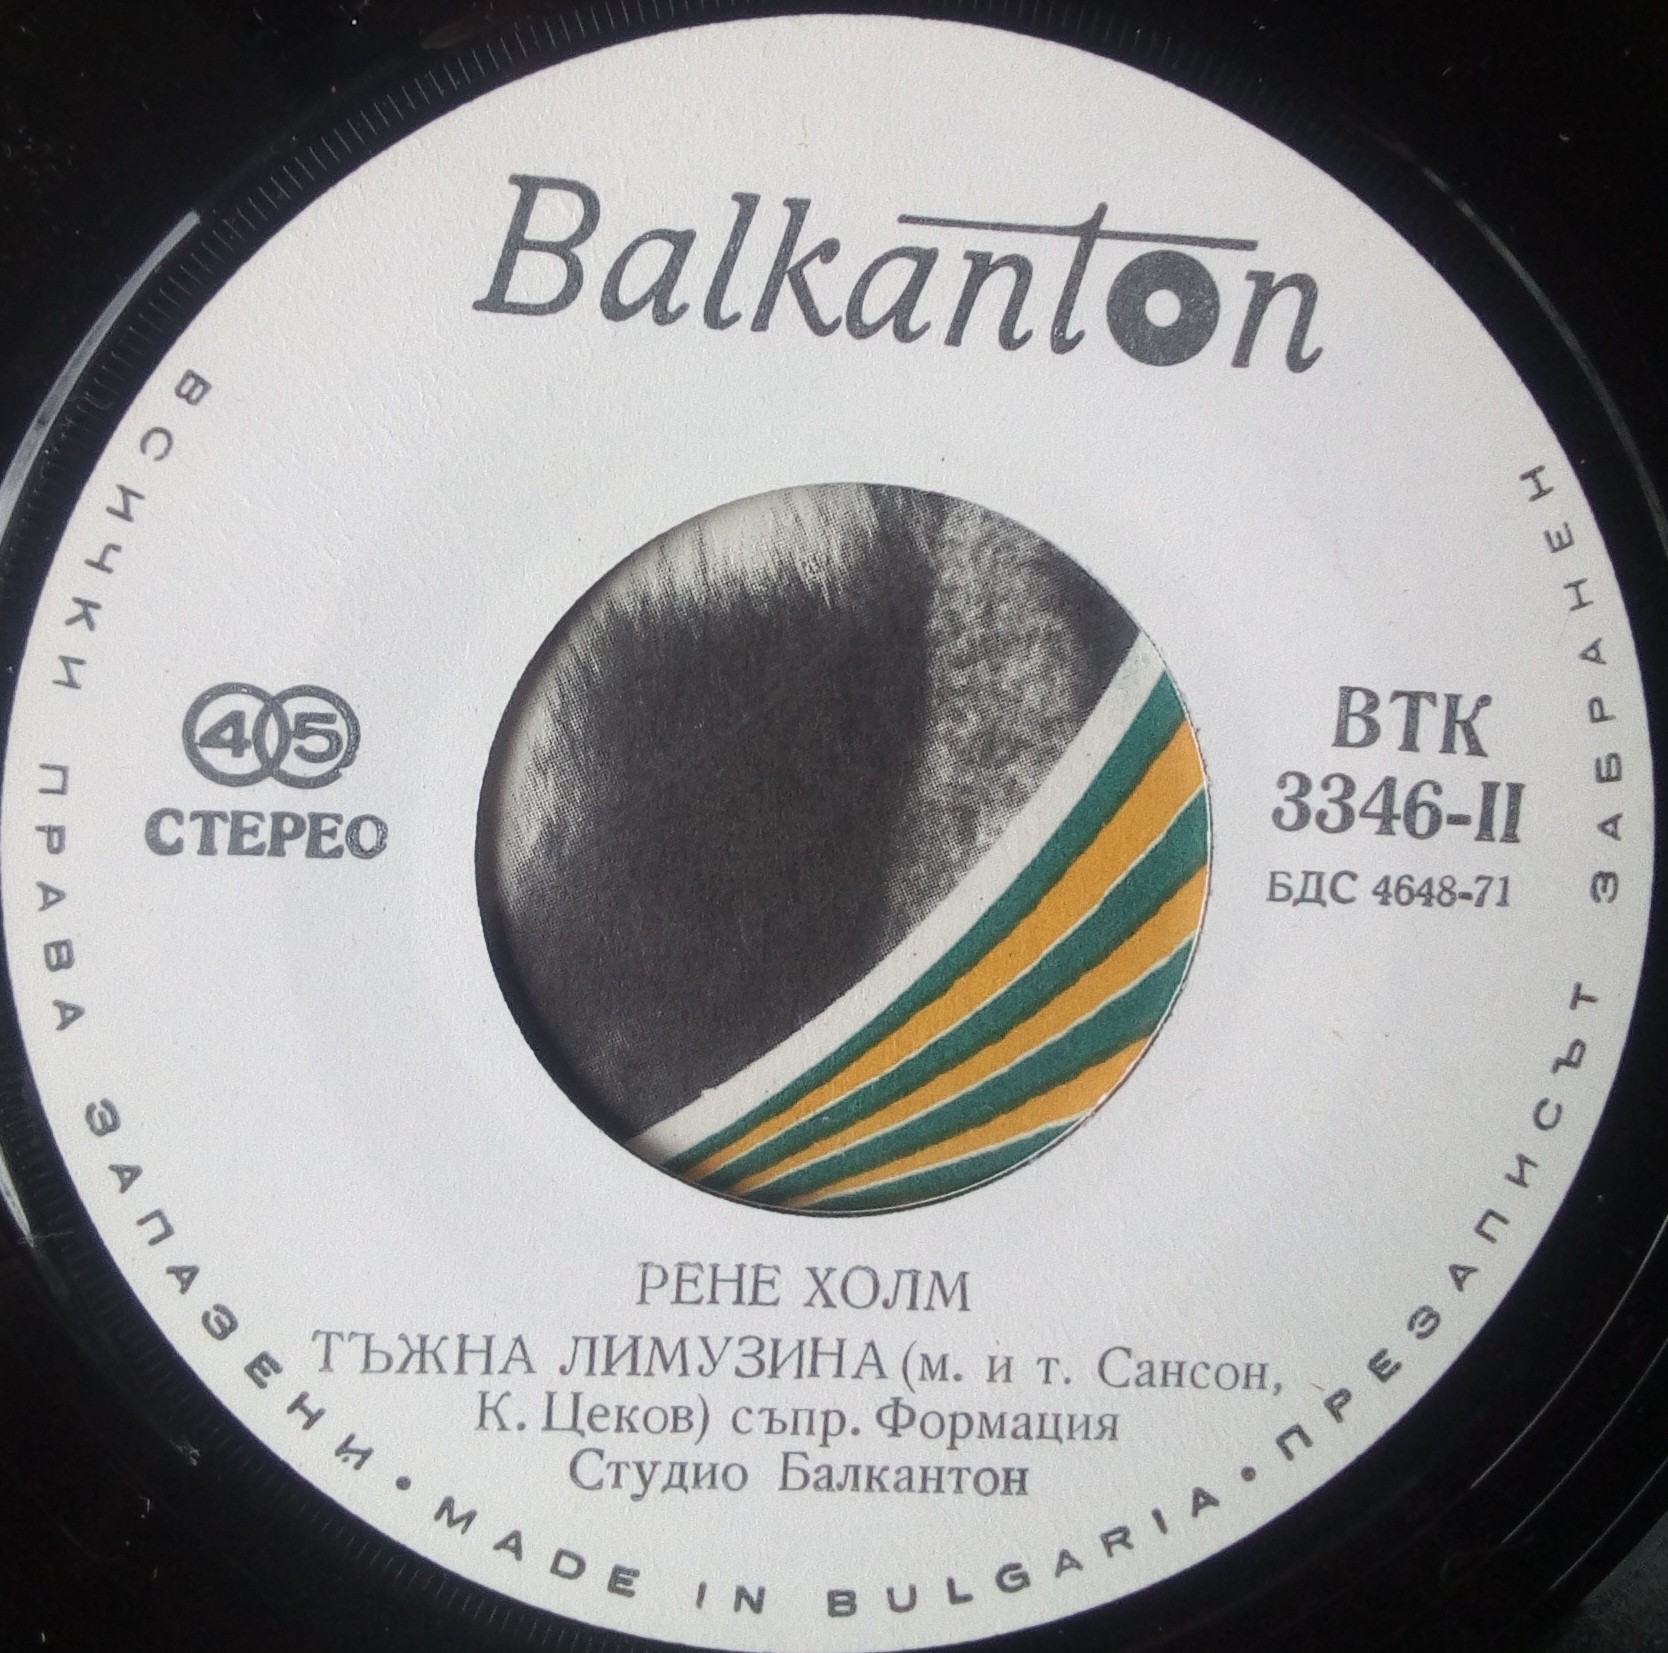 Balkanton
45
СТЕРЕО
ВТК
3346-II
БДС 4648-71
РЕНЕ ХОЛМ
ТЪЖНА ЛИМУЗИНА (м. и т. Сансон,
К. Цеков) съпр. Формация
Студио Балкантон
ВСИЧКИ ПРАВА ЗАПАЗЕНИ • MADE IN BULGARIA • ПРЕЗАПИСЪТ ЗАБРАНЕН